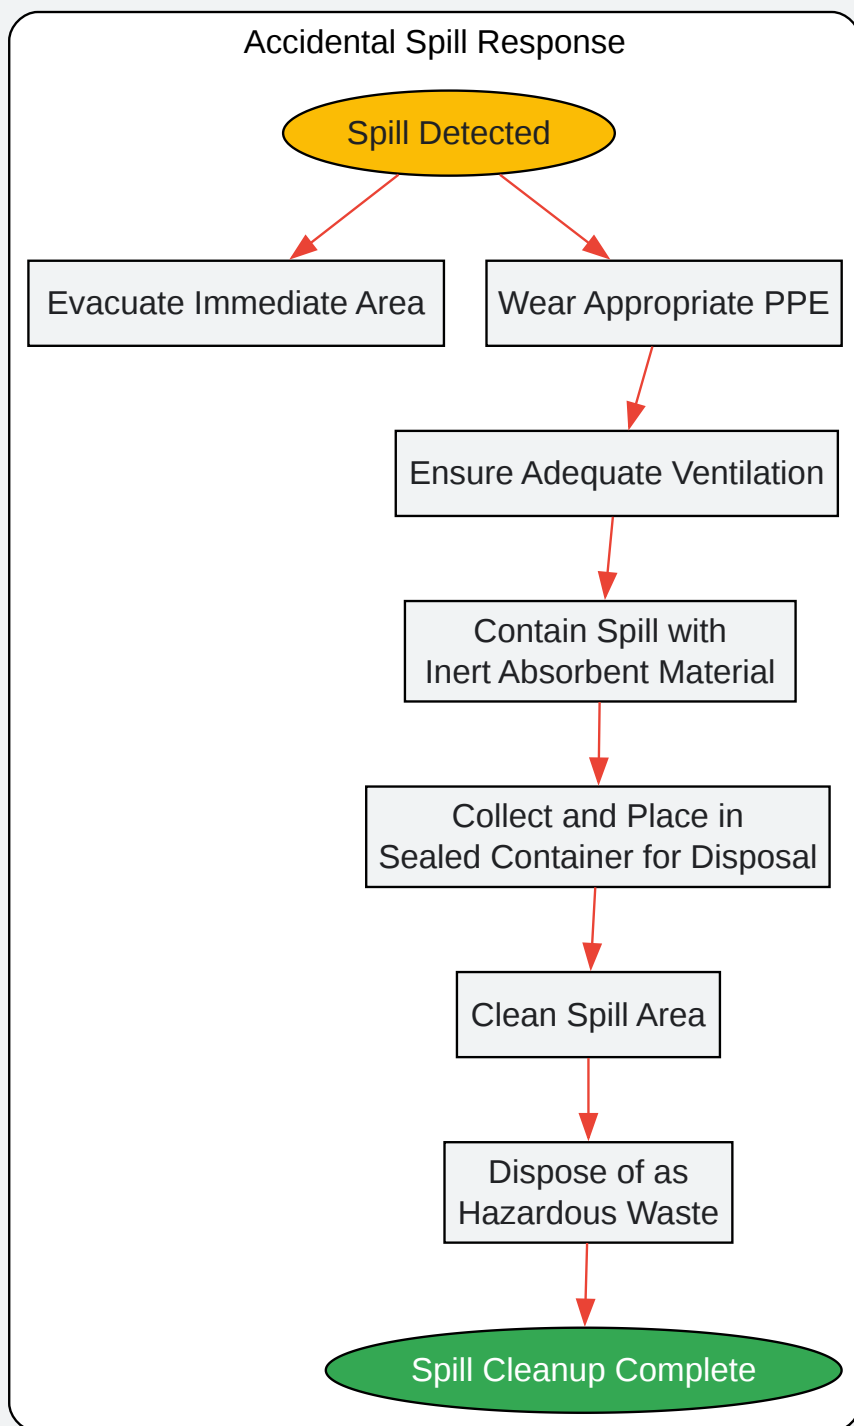 Accidental Spill Response
Spill Detected
Evacuate Immediate Area
Wear Appropriate PPE
Ensure Adequate Ventilation
Contain Spill with
Inert Absorbent Material
Collect and Place in
Sealed Container for Disposal
Clean Spill Area
Dispose of as
Hazardous Waste
Spill Cleanup Complete